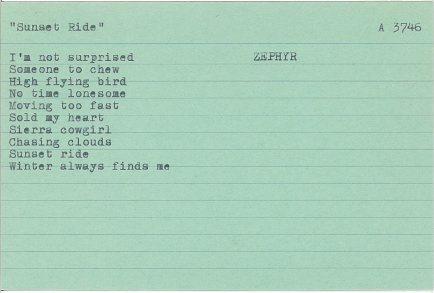 "Sunset Ride" A 3746
I'm not surprised ZEPHYR
Someone to chew
High flying bird
No time lonesome
Moving too fast
Sold my heart
Sierra cowgirl
Chasing clouds
Sunset ride
Winter always finds me